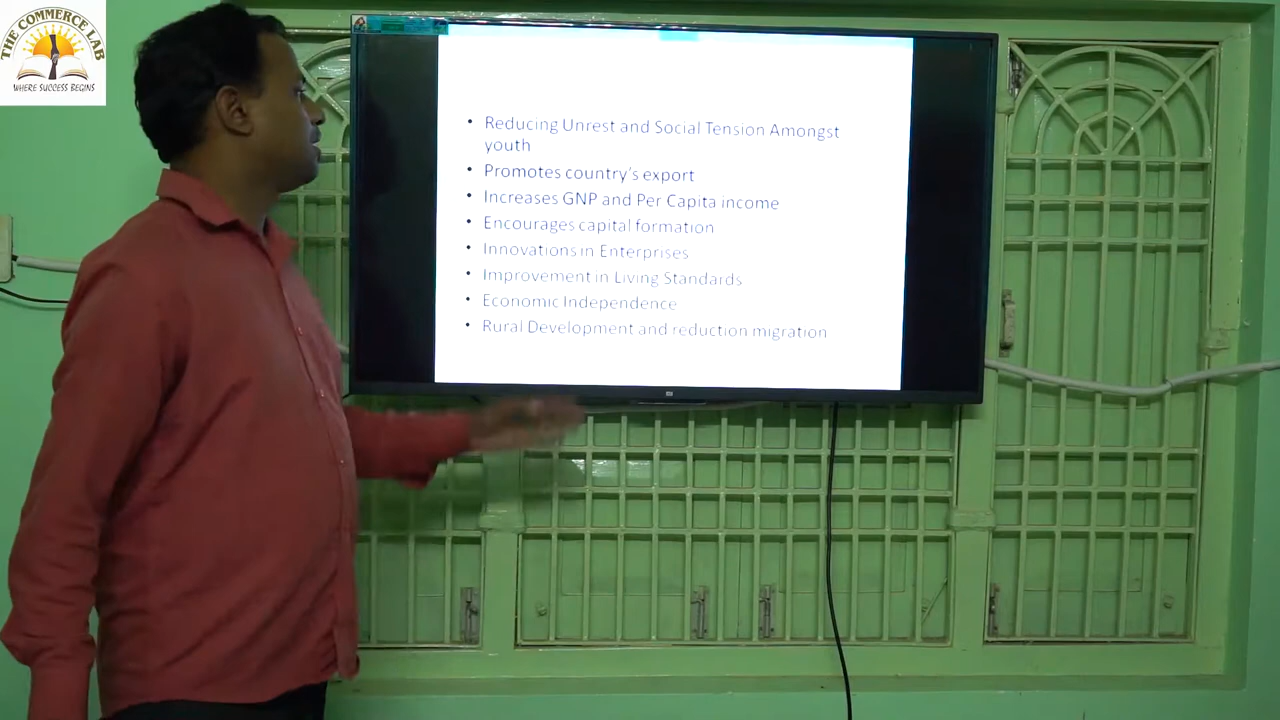 THE COMMERCE LAB
WHERE SUCCESS BEGINS
• Reducing Unrest and Social Tension Amongst
youth
• Promotes country's export
• Increases GNP and Per Capita income
• Encourages capital formation
• Innovations in Enterprises
• Improvement in Living Standards
• Economic Independence
• Rural Development and reduction migration